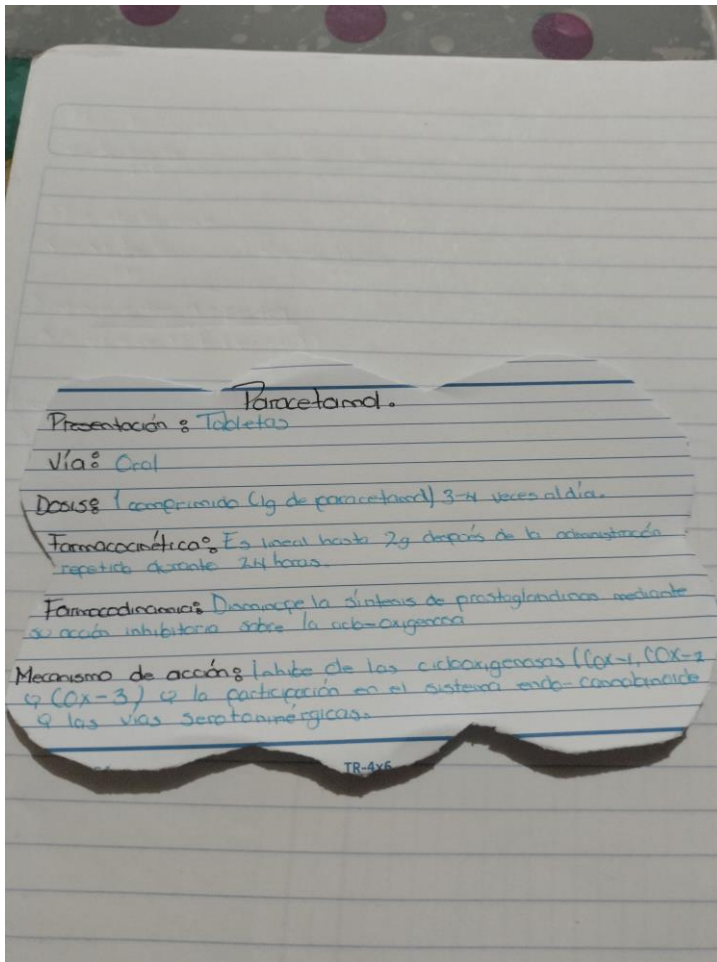 Paracetamol.
Presentación: Tabletas
Vía: Oral
Dosis: 1 comprimido (1g de paracetamol) 3-4 veces al día.
Farmacocinética: Es lineal hasta 2g después de la administración
repetida durante 24 horas.
Farmacodinamia: Disminuye la síntesis de prostaglandinas mediante
su acción inhibitoria sobre la ciclo-oxigenasa
Mecanismo de acción: Inhibe de las ciclooxigenasas (COX-1, COX-2
y COX-3) y la participación en el sistema endo-cannabinoide
y las vías serotoninérgicas.
TR-4x6